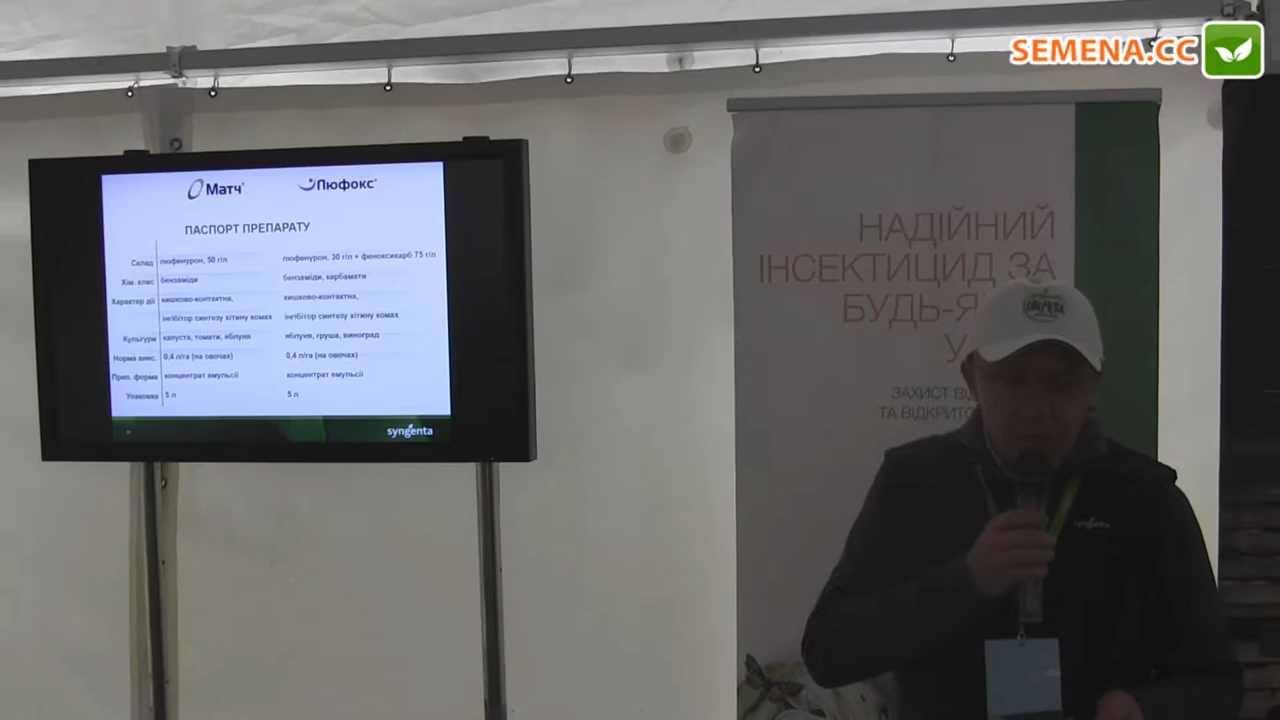 SEMENA.CC
Матч
Люфокс
ПАСПОРТ ПРЕПАРАТУ
Склад люфенурон, 50 г/л люфенурон, 30 г/л + феноксикарб 75 г/л
Хім. клас бензаміди бензаміди, карбамати
Характер дії кишково-контактна, кишково-контактна,
інгібітор синтезу хітину комах інгібітор синтезу хітину комах
Культури капуста, томати, яблуня яблуня, груша, виноград
Норма внес. 0,4 л/га (на овочах) 0,4 л/га (на овочах)
Преп. форма концентрат емульсії концентрат емульсії
Упаковка 5 л 5 л
syngenta
НАДІЙНИЙ
ІНСЕКТИЦИД ЗА
БУДЬ-Я
У
ЗАХИСТ ВІД
ТА ВІДКРИТО
syngenta